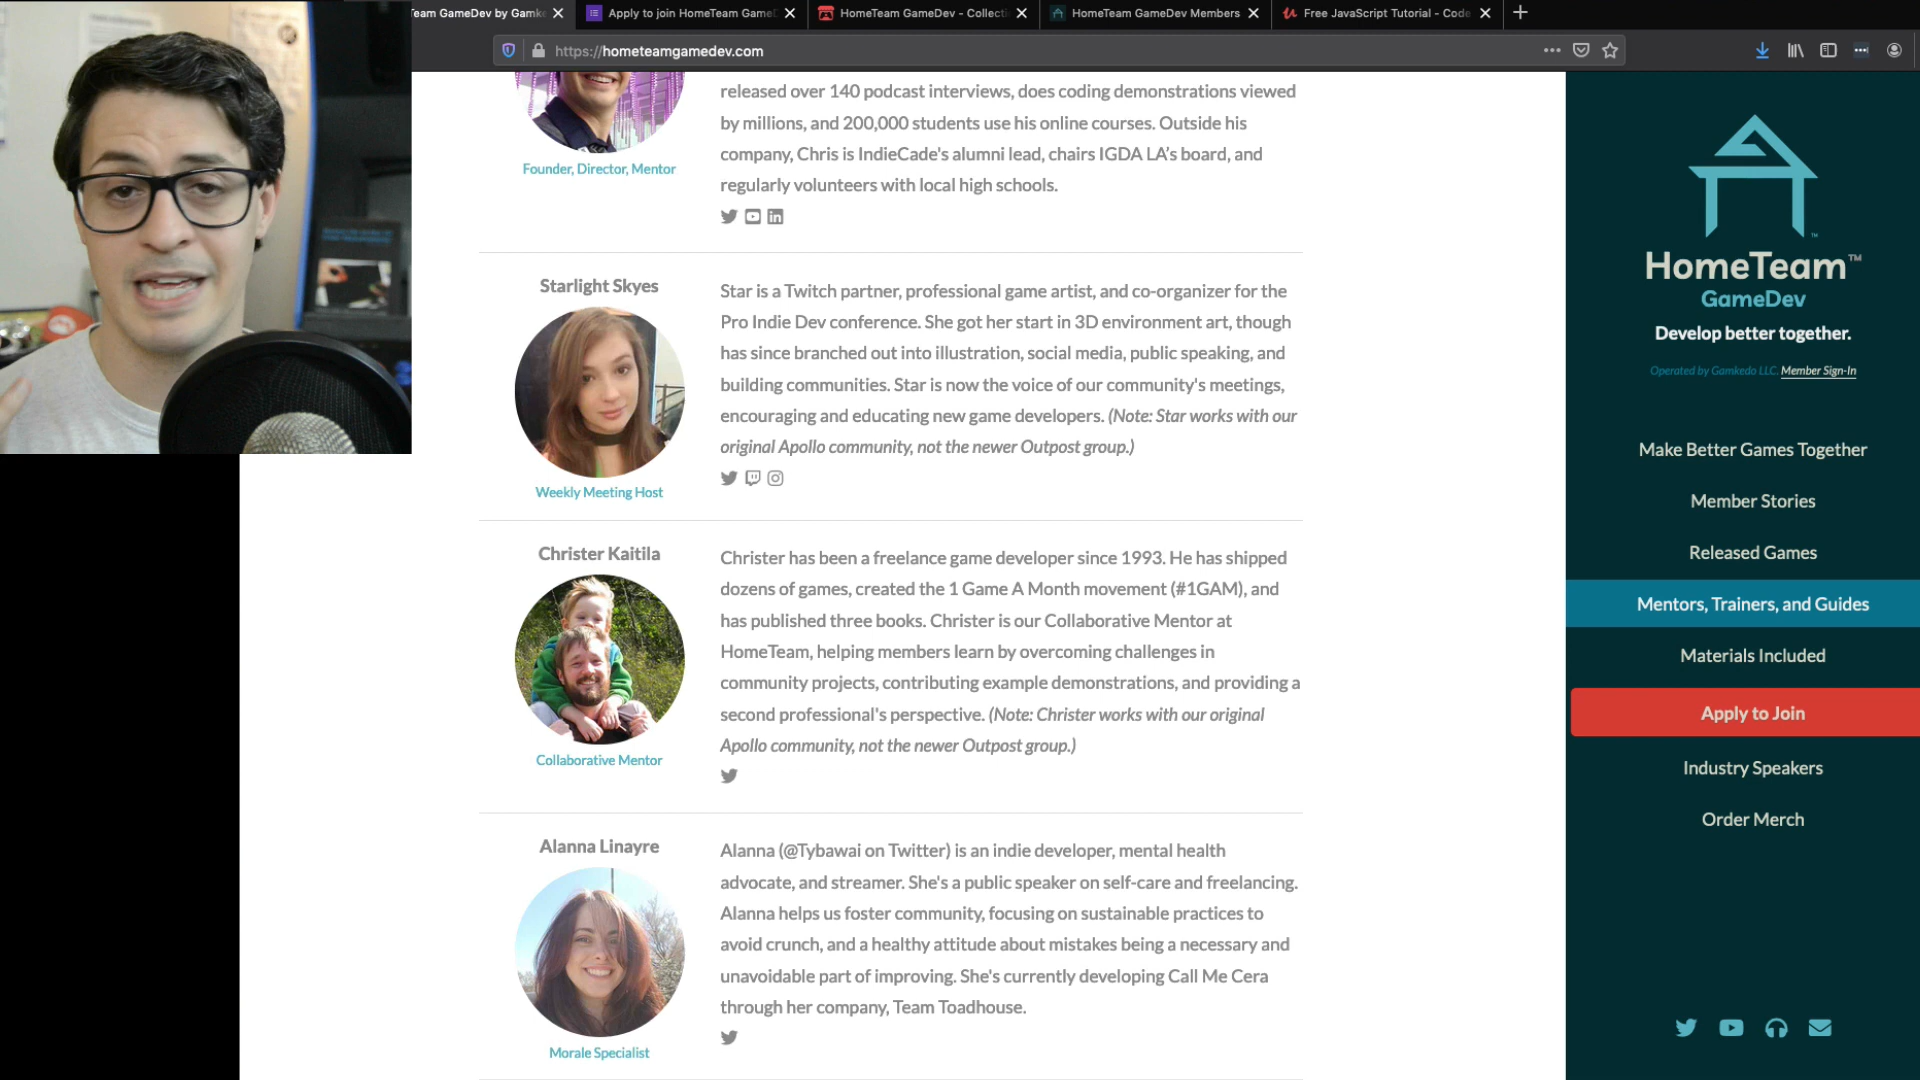 Team GameDev by Gamk
Apply to join HomeTeam Game
HomeTeam GameDev - Collecti
HomeTeam GameDev Members
Free JavaScript Tutorial - Code
https://hometeamgamedev.com
released over 140 podcast interviews, does coding demonstrations viewed
by millions, and 200,000 students use his online courses. Outside his
company, Chris is IndieCade's alumni lead, chairs IGDA LA's board, and
regularly volunteers with local high schools.
Founder, Director, Mentor
Starlight Skyes
Star is a Twitch partner, professional game artist, and co-organizer for the
Pro Indie Dev conference. She got her start in 3D environment art, though
has since branched out into illustration, social media, public speaking, and
building communities. Star is now the voice of our community's meetings,
encouraging and educating new game developers. (Note: Star works with our
original Apollo community, not the newer Outpost group.)
Weekly Meeting Host
Christer Kaitila
Christer has been a freelance game developer since 1993. He has shipped
dozens of games, created the 1 Game A Month movement (#1GAM), and
has published three books. Christer is our Collaborative Mentor at
HomeTeam, helping members learn by overcoming challenges in
community projects, contributing example demonstrations, and providing a
second professional's perspective. (Note: Christer works with our original
Apollo community, not the newer Outpost group.)
Collaborative Mentor
Alanna Linayre
Alanna (@Tybawai on Twitter) is an indie developer, mental health
advocate, and streamer. She's a public speaker on self-care and freelancing.
Alanna helps us foster community, focusing on sustainable practices to
avoid crunch, and a healthy attitude about mistakes being a necessary and
unavoidable part of improving. She's currently developing Call Me Cera
through her company, Team Toadhouse.
Morale Specialist
HomeTeam™
GameDev
Develop better together.
Operated by Gamkedo LLC. Member Sign-In
Make Better Games Together
Member Stories
Released Games
Mentors, Trainers, and Guides
Materials Included
Apply to Join
Industry Speakers
Order Merch